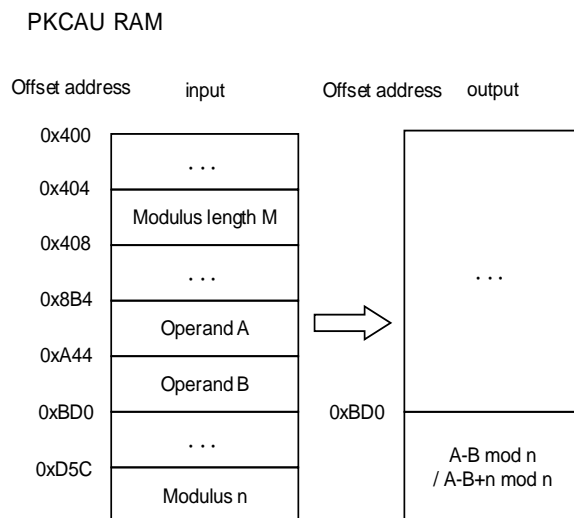 PKCAU RAM
Offset address input Offset address output
0x400
. . .
0x404
Modulus length M
0x408
. . .
. . .
0x8B4
Operand A
0xA44
Operand B
0xBD0
0xBD0
. . .
A-B mod n
/ A-B+n mod n
0xD5C
Modulus n